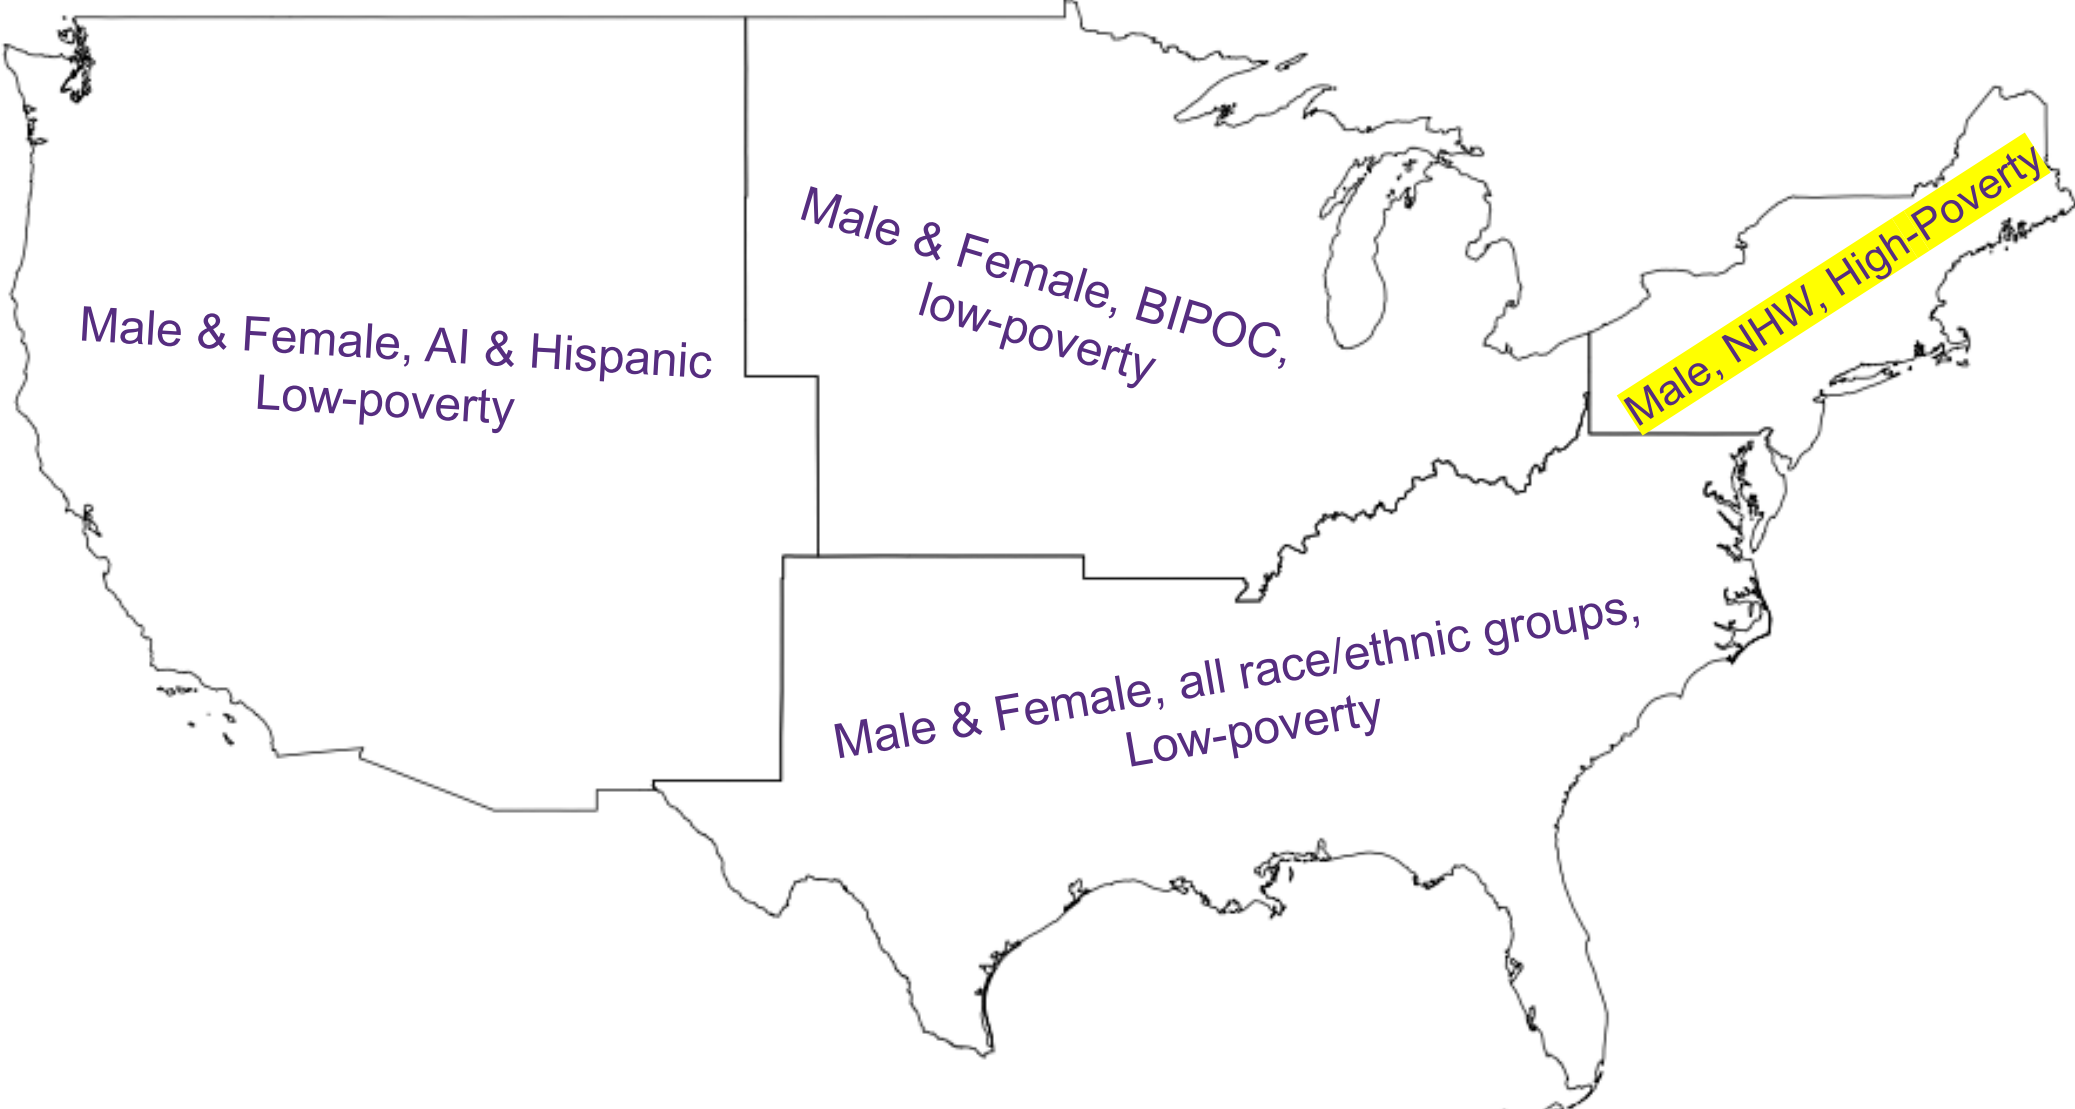 Male & Female, AI & Hispanic
Low-poverty
Male & Female, BIPOC,
low-poverty
Male, NHW, High-Poverty
Male & Female, all race/ethnic groups,
Low-poverty